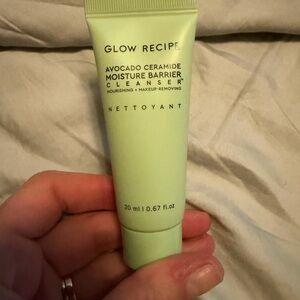 GLOW RECIPE
AVOCADO CERAMIDE
MOISTURE BARRIER
CLEANSER
NOURISHING + MAKEUP-REMOVING
NETTOYANT
20 ml | 0.67 fl.oz